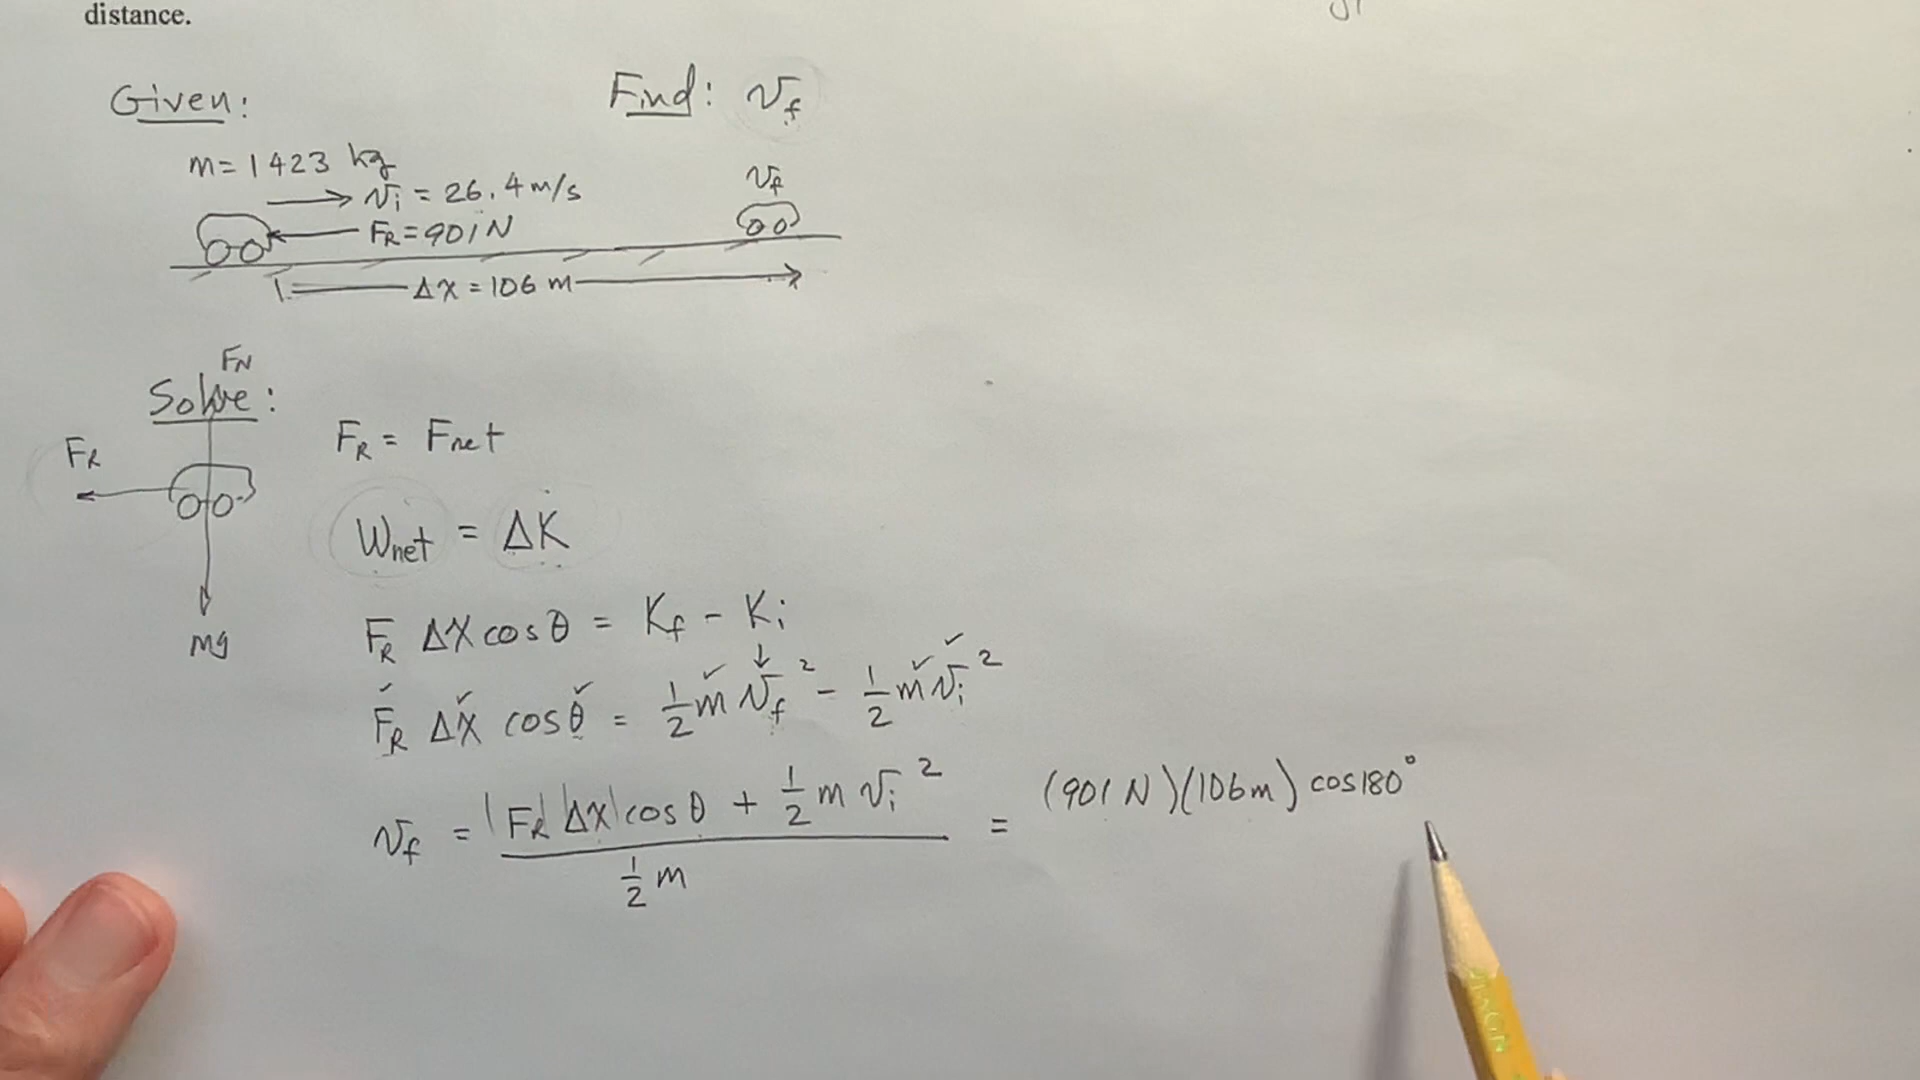 distance.
Given:
Find: vf
m = 1423 kg
vi = 26.4 m/s
vf
FR = 901 N
Δx = 106 m
FN
Solve:
FR
FR = Fnet
Wnet = ΔK
FR Δx cos θ = Kf - Ki
mg
FR Δx cos θ = 1/2 m vf² - 1/2 m vi²
vf = |FR| |Δx| cos θ + 1/2 m vi² / 1/2 m = (901 N)(106 m) cos 180°